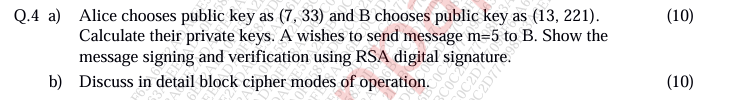 Q.4 a) Alice chooses public key as (7, 33) and B chooses public key as (13, 221). (10)
Calculate their private keys. A wishes to send message m=5 to B. Show the
message signing and verification using RSA digital signature.
b) Discuss in detail block cipher modes of operation. (10)